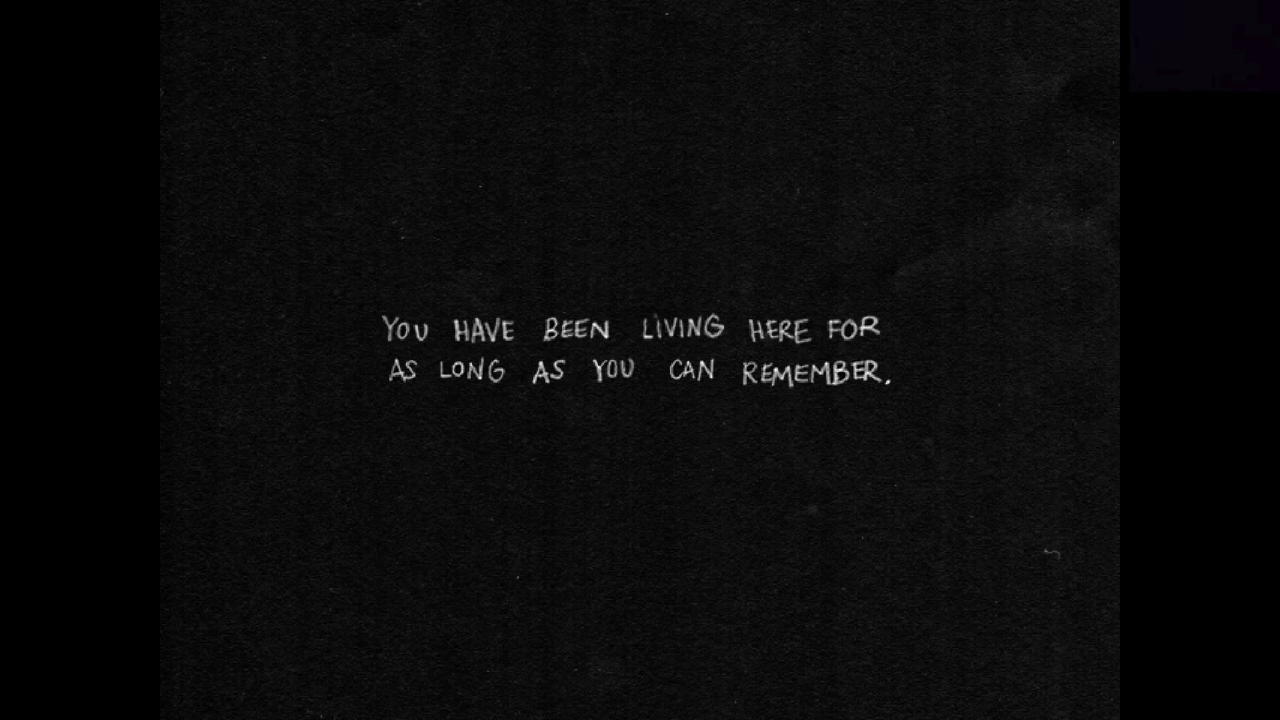 YOU HAVE BEEN LIVING HERE FOR
AS LONG AS YOU CAN REMEMBER.